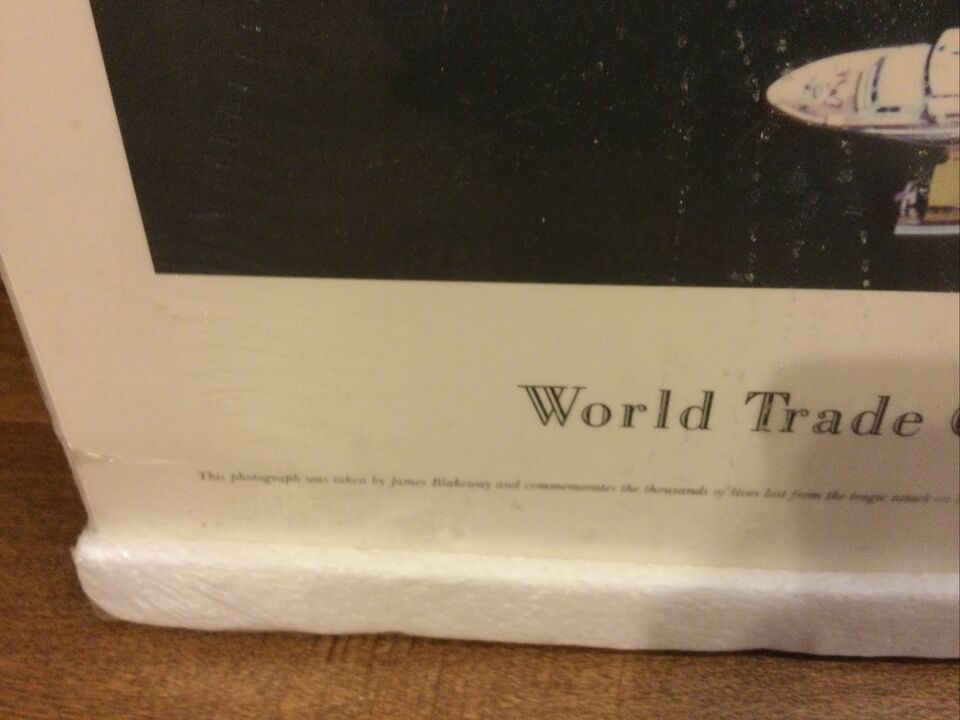 World Trade
This photograph was taken by James Blakeway and commemorates the thousands of lives lost from the tragic attack on